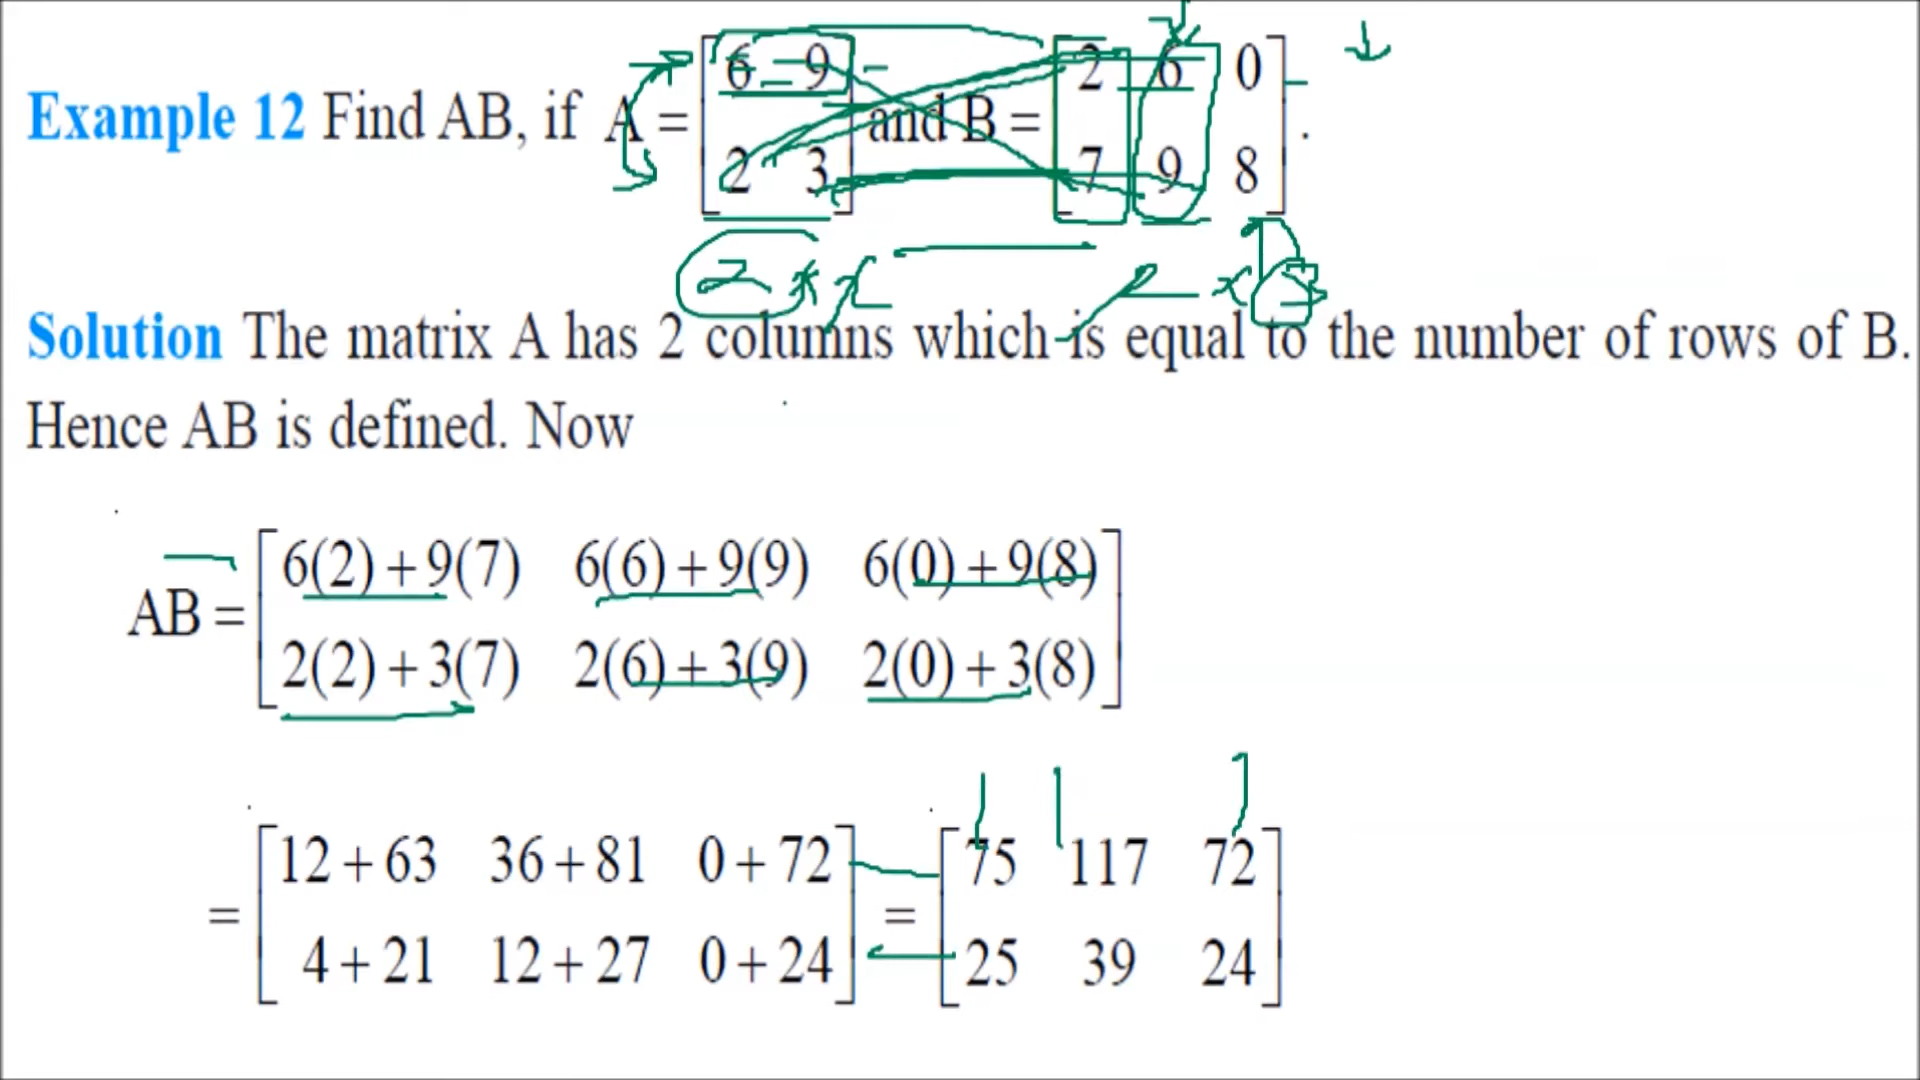 Example 12 Find AB, if A = [6 9 and B = [2 6 0] .
2 3] 7 9 8]
2 × 2 2 × 3
Solution The matrix A has 2 columns which is equal to the number of rows of B.
Hence AB is defined. Now
AB = [6(2) + 9(7) 6(6) + 9(9) 6(0) + 9(8)
2(2) + 3(7) 2(6) + 3(9) 2(0) + 3(8)]
= [12 + 63 36 + 81 0 + 72 = [75 117 72
4 + 21 12 + 27 0 + 24] 25 39 24]